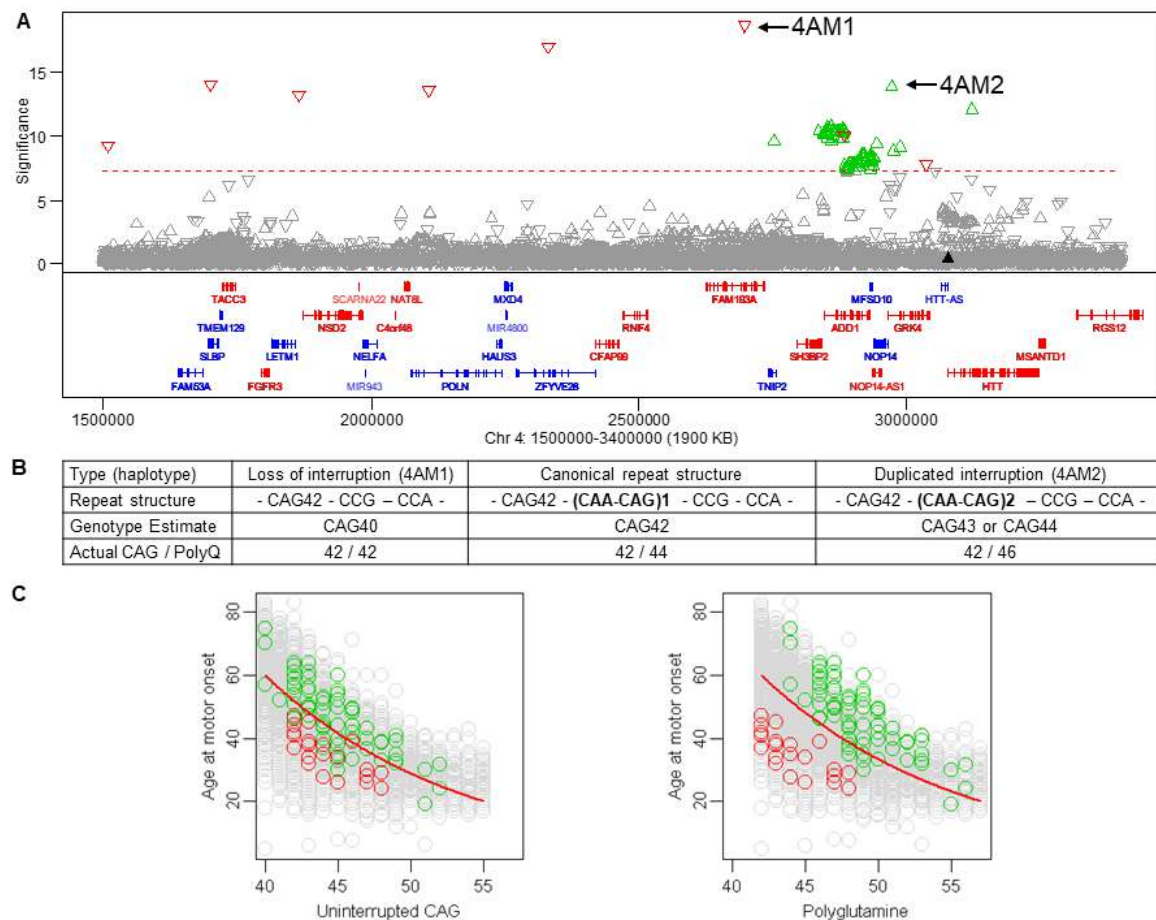 A
4AM1
4AM2
Significance
15
10
5
0
TACC3 SCARNA22 NAT8L MXD4 FAM193A MFSD10 HTT-AS
TMEM129 NSD2 C4orf48 MIR4800 RNF4 ADD1 GRK4 RGS12
SLBP LETM1 NELFA HAUS3 CFAP99 SH3BP2 NOP14 MSANTD1
FAM53A FGFR3 MIR943 POLN ZFYVE28 TNIP2 NOP14-AS1 HTT
1500000 2000000 2500000 3000000
Chr 4: 1500000-3400000 (1900 KB)
B
Type (haplotype) Loss of interruption (4AM1) Canonical repeat structure Duplicated interruption (4AM2)
Repeat structure - CAG42 - CCG – CCA - - CAG42 - (CAA-CAG)1 - CCG - CCA - - CAG42 - (CAA-CAG)2 – CCG - CCA -
Genotype Estimate CAG40 CAG42 CAG43 or CAG44
Actual CAG / PolyQ 42 / 42 42 / 44 42 / 46
C
Age at motor onset
80
60
40
20
40 45 50 55
Uninterrupted CAG
Age at motor onset
80
60
40
20
40 45 50 55
Polyglutamine